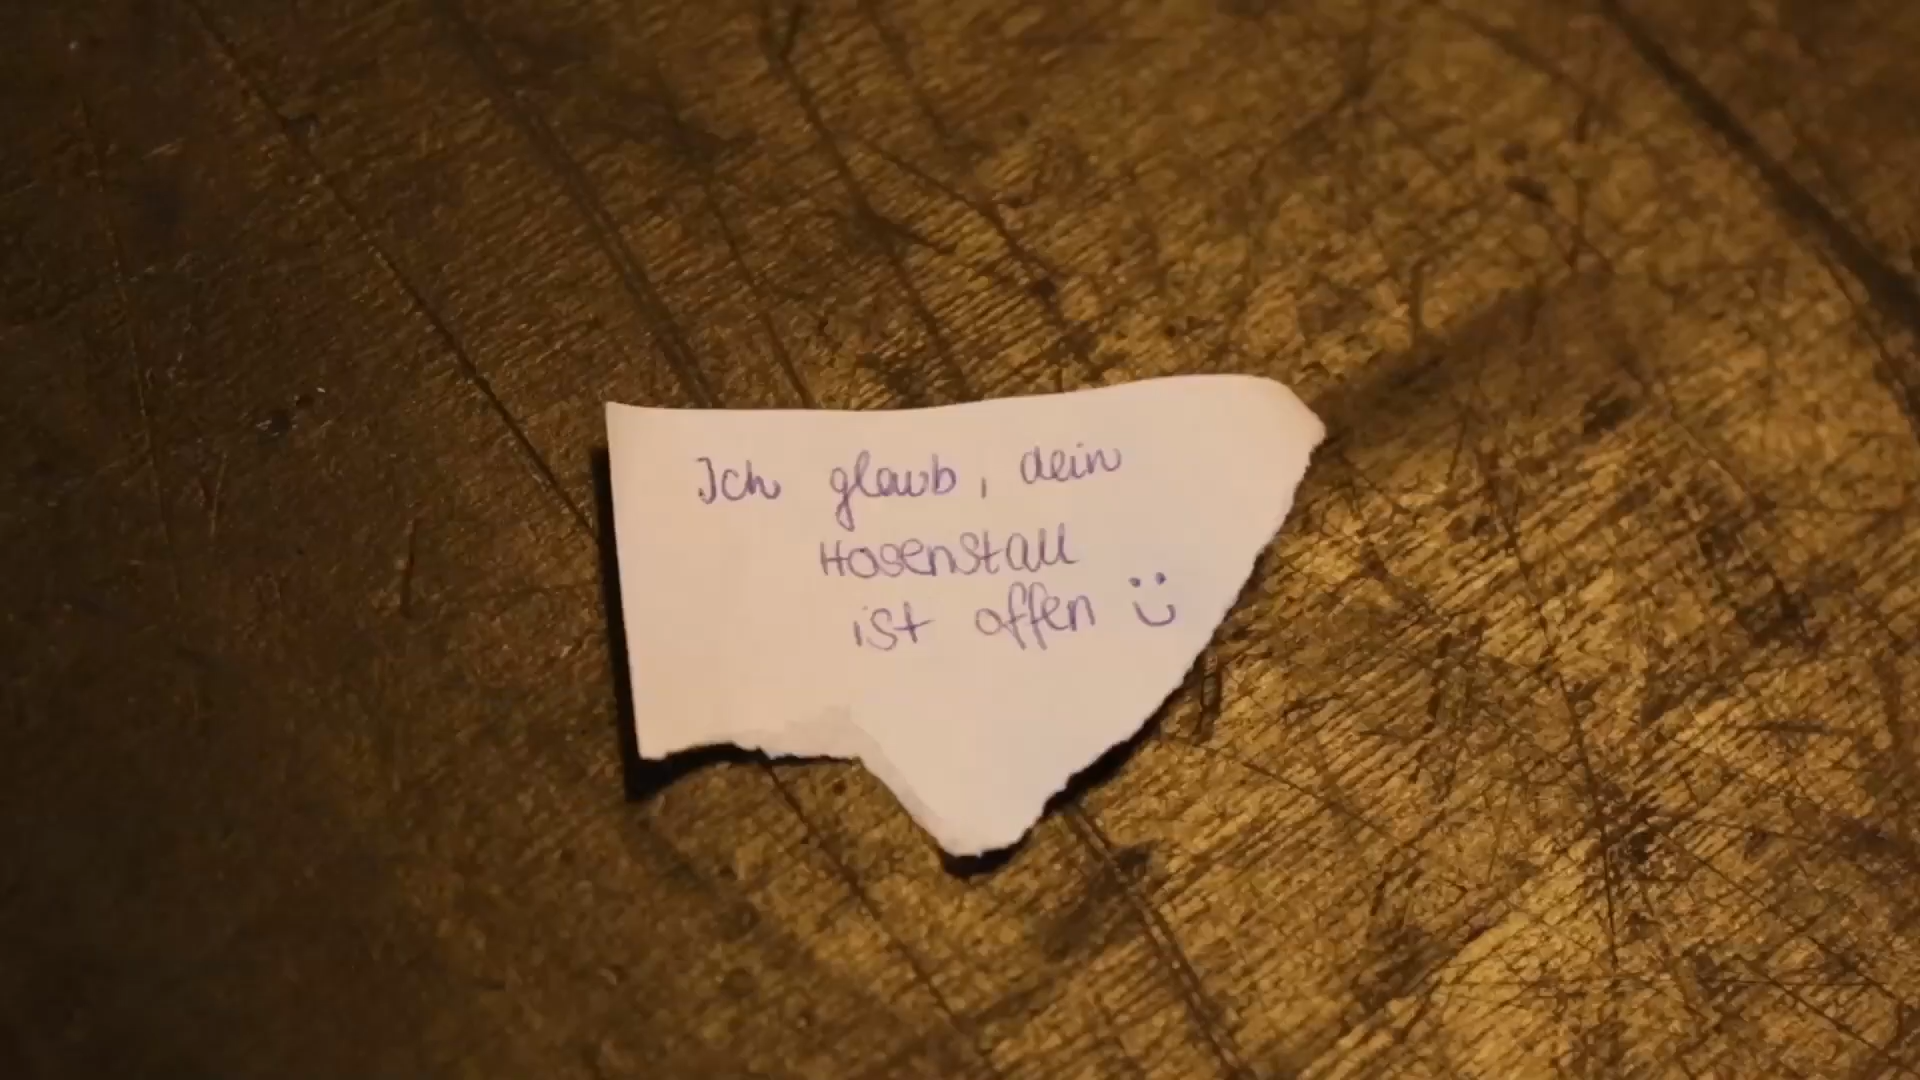 Ich glaub, dein
Hosenstall
ist offen :)